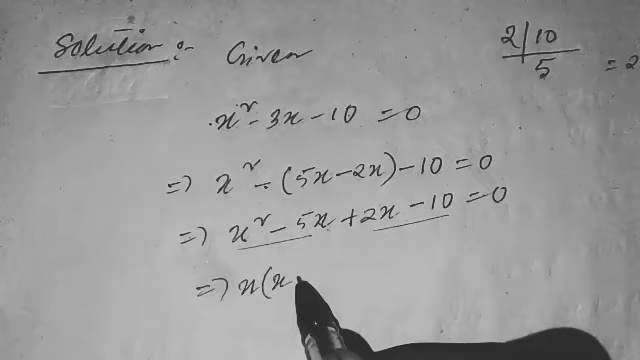 Solution :- Given
2|10
5 = 2
x² - 3x - 10 = 0
=> x² - (5x - 2x) - 10 = 0
=> x² - 5x + 2x - 10 = 0
=> x(x